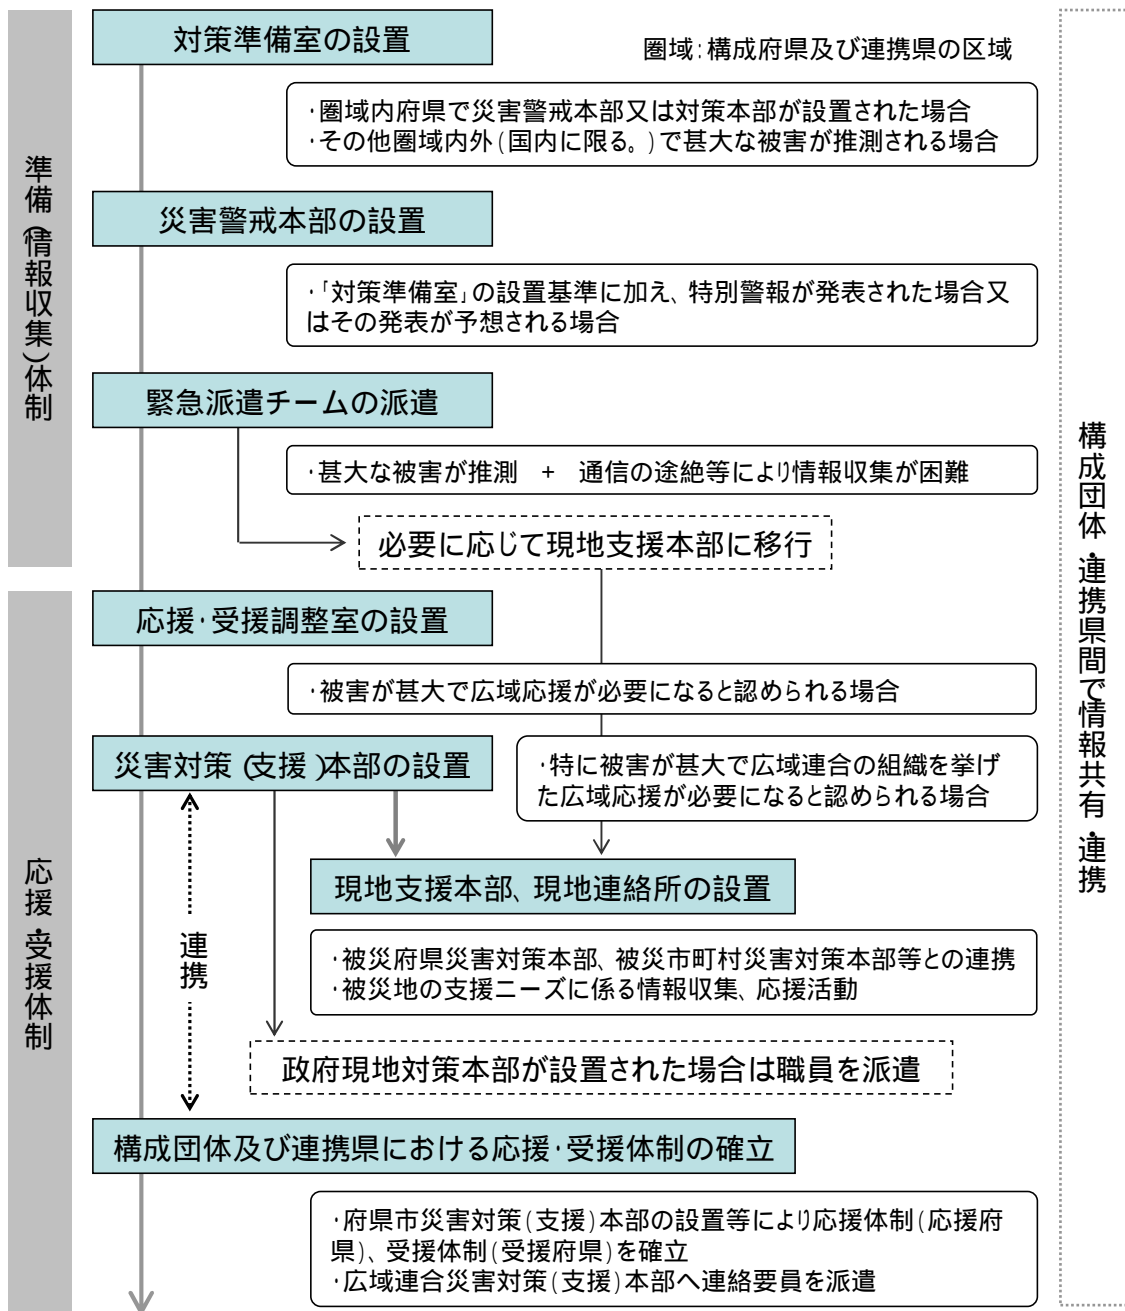 対策準備室の設置
圏域:構成府県及び連携県の区域
・圏域内府県で災害警戒本部又は対策本部が設置された場合
・その他圏域内外(国内に限る。)で甚大な被害が推測される場合
準備(情報収集)体制
災害警戒本部の設置
・「対策準備室」の設置基準に加え、特別警報が発表された場合又
はその発表が予想される場合
緊急派遣チームの派遣
・甚大な被害が推測 + 通信の途絶等により情報収集が困難
必要に応じて現地支援本部に移行
構成団体・連携県間で情報共有・連携
応援・受援調整室の設置
・被害が甚大で広域応援が必要になると認められる場合
災害対策(支援)本部の設置
・特に被害が甚大で広域連合の組織を挙げ
た広域応援が必要になると認められる場合
応援・受援体制
現地支援本部、現地連絡所の設置
連携
・被災府県災害対策本部、被災市町村災害対策本部等との連携
・被災地の支援ニーズに係る情報収集、応援活動
政府現地対策本部が設置された場合は職員を派遣
構成団体及び連携県における応援・受援体制の確立
・府県市災害対策(支援)本部の設置等により応援体制(応援府
県)、受援体制(受援府県)を確立
・広域連合災害対策(支援)本部へ連絡要員を派遣